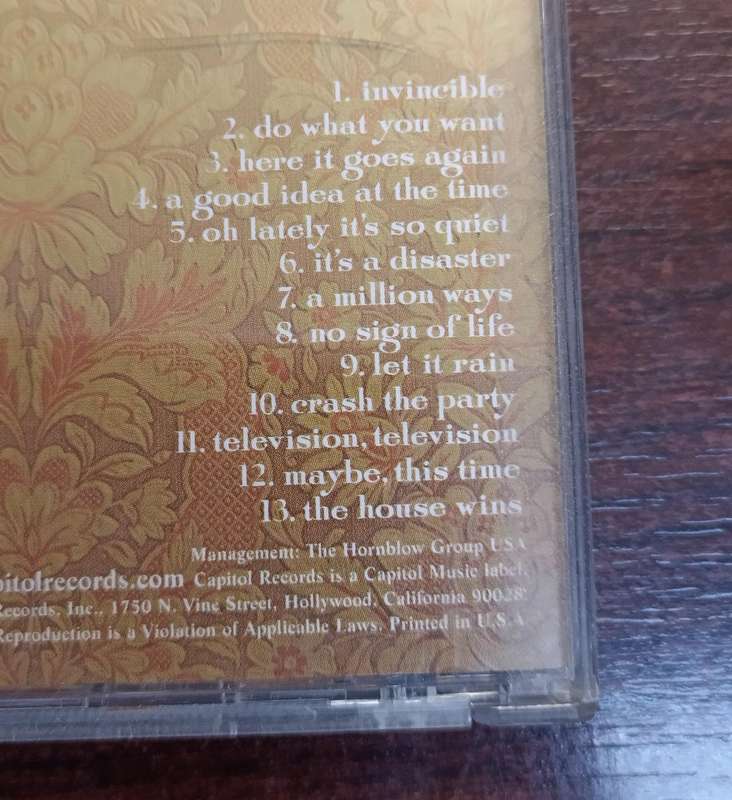 1. invincible
2. do what you want
3. here it goes again
4. a good idea at the time
5. oh lately it's so quiet
6. it's a disaster
7. a million ways
8. no sign of life
9. let it rain
10. crash the party
11. television, television
12. maybe, this time
13. the house wins
Management: The Hornblow Group USA
pitolrecords.com Capitol Records is a Capitol Music label.
Records, Inc., 1750 N. Vine Street, Hollywood, California 90028
Reproduction is a Violation of Applicable Laws. Printed in U.S.A